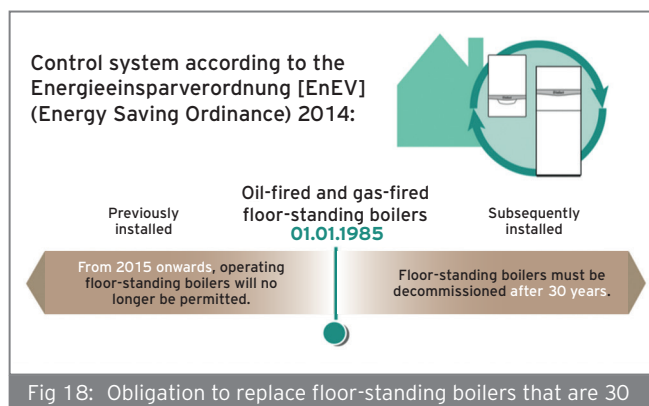 Control system according to the
Energieeinsparverordnung [EnEV]
(Energy Saving Ordinance) 2014:
Oil-fired and gas-fired
floor-standing boilers
01.01.1985
Previously
installed
Subsequently
installed
From 2015 onwards, operating
floor-standing boilers will no
longer be permitted.
Floor-standing boilers must be
decommissioned after 30 years.
Fig 18: Obligation to replace floor-standing boilers that are 30